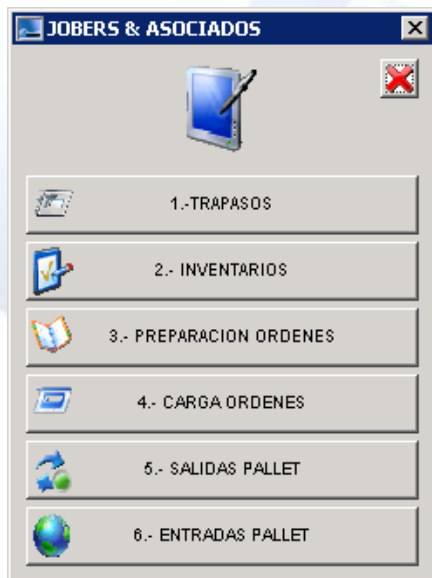 JOBERS & ASOCIADOS
1.-TRAPASOS
2.- INVENTARIOS
3.- PREPARACION ORDENES
4.- CARGA ORDENES
5.- SALIDAS PALLET
6.- ENTRADAS PALLET